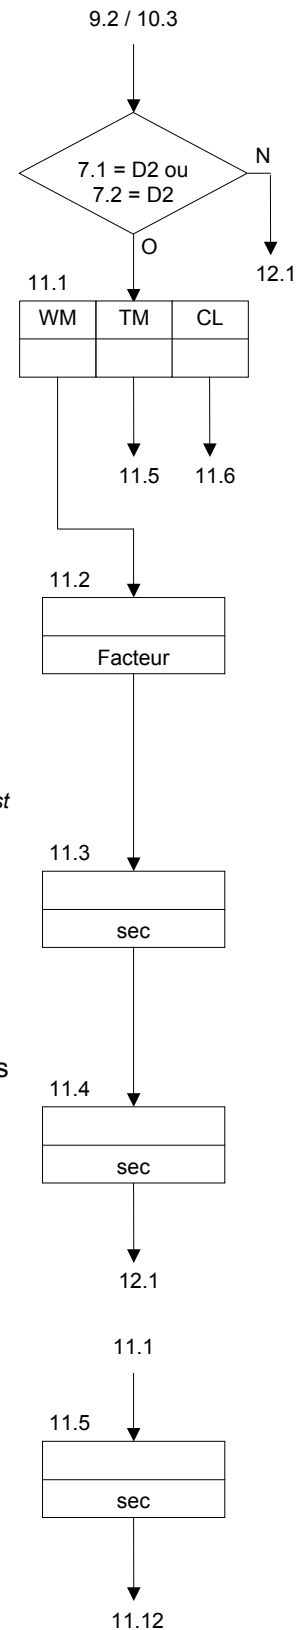 9.2 / 10.3
7.1 = D2 ou
7.2 = D2
N
O
12.1
11.1
WM TM CL
11.5 11.6
11.2
Facteur
st
11.3
sec
s
11.4
sec
12.1
11.1
11.5
sec
11.12